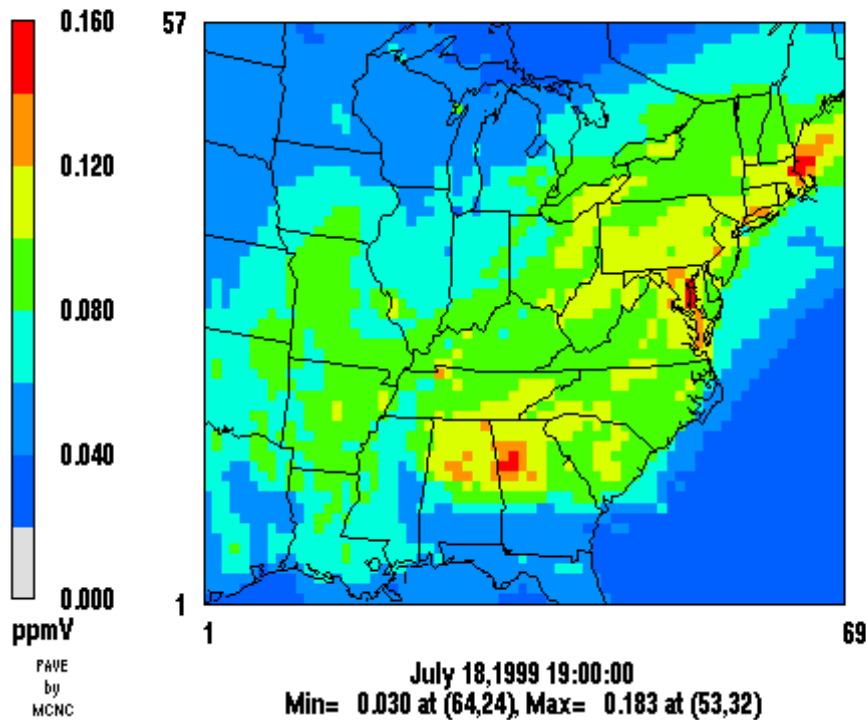 0.160
0.120
0.080
0.040
0.000
ppmV
PAVE
by
MCNC
57
1
1
69
July 18,1999 19:00:00
Min= 0.030 at (64,24), Max= 0.183 at (53,32)